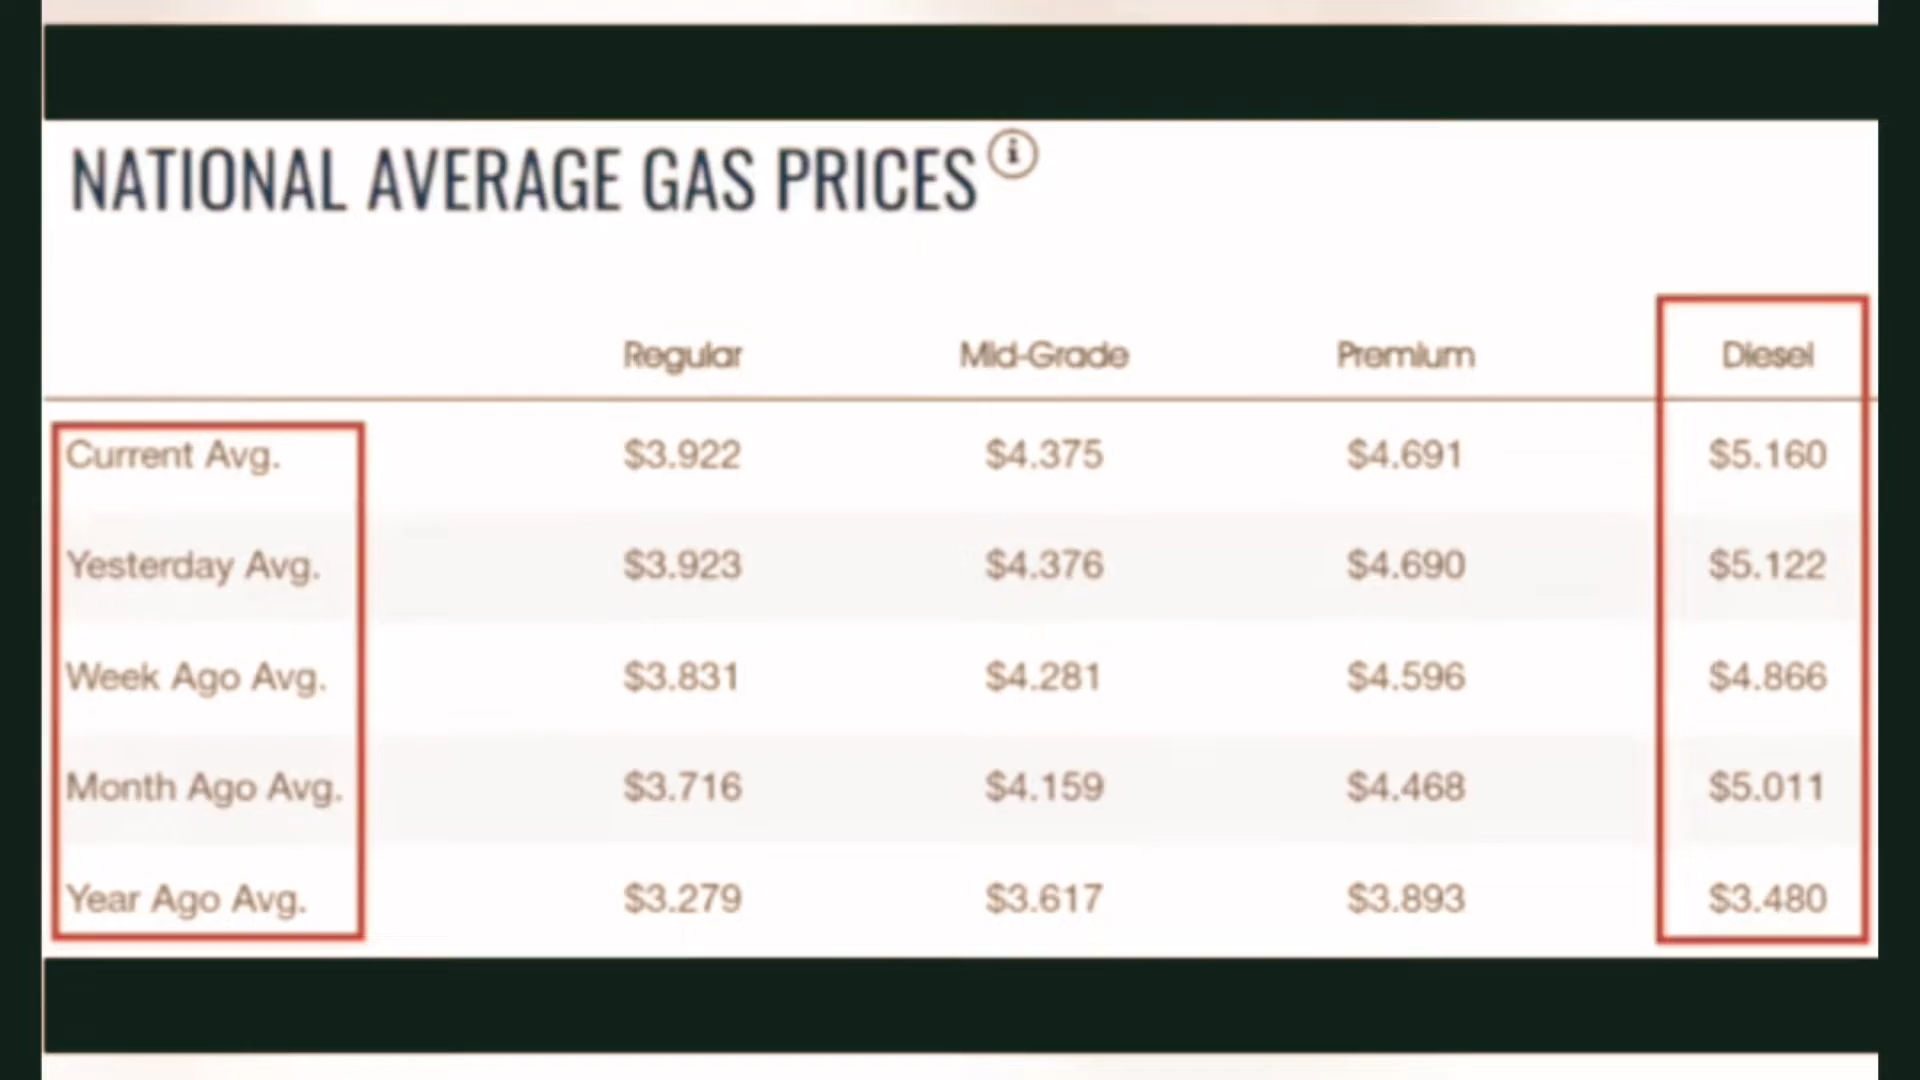 NATIONAL AVERAGE GAS PRICES i
Regular Mid-Grade Premium Diesel
Current Avg. $3.922 $4.375 $4.691 $5.160
Yesterday Avg. $3.923 $4.376 $4.690 $5.122
Week Ago Avg. $3.831 $4.281 $4.596 $4.866
Month Ago Avg. $3.716 $4.159 $4.468 $5.011
Year Ago Avg. $3.279 $3.617 $3.893 $3.480